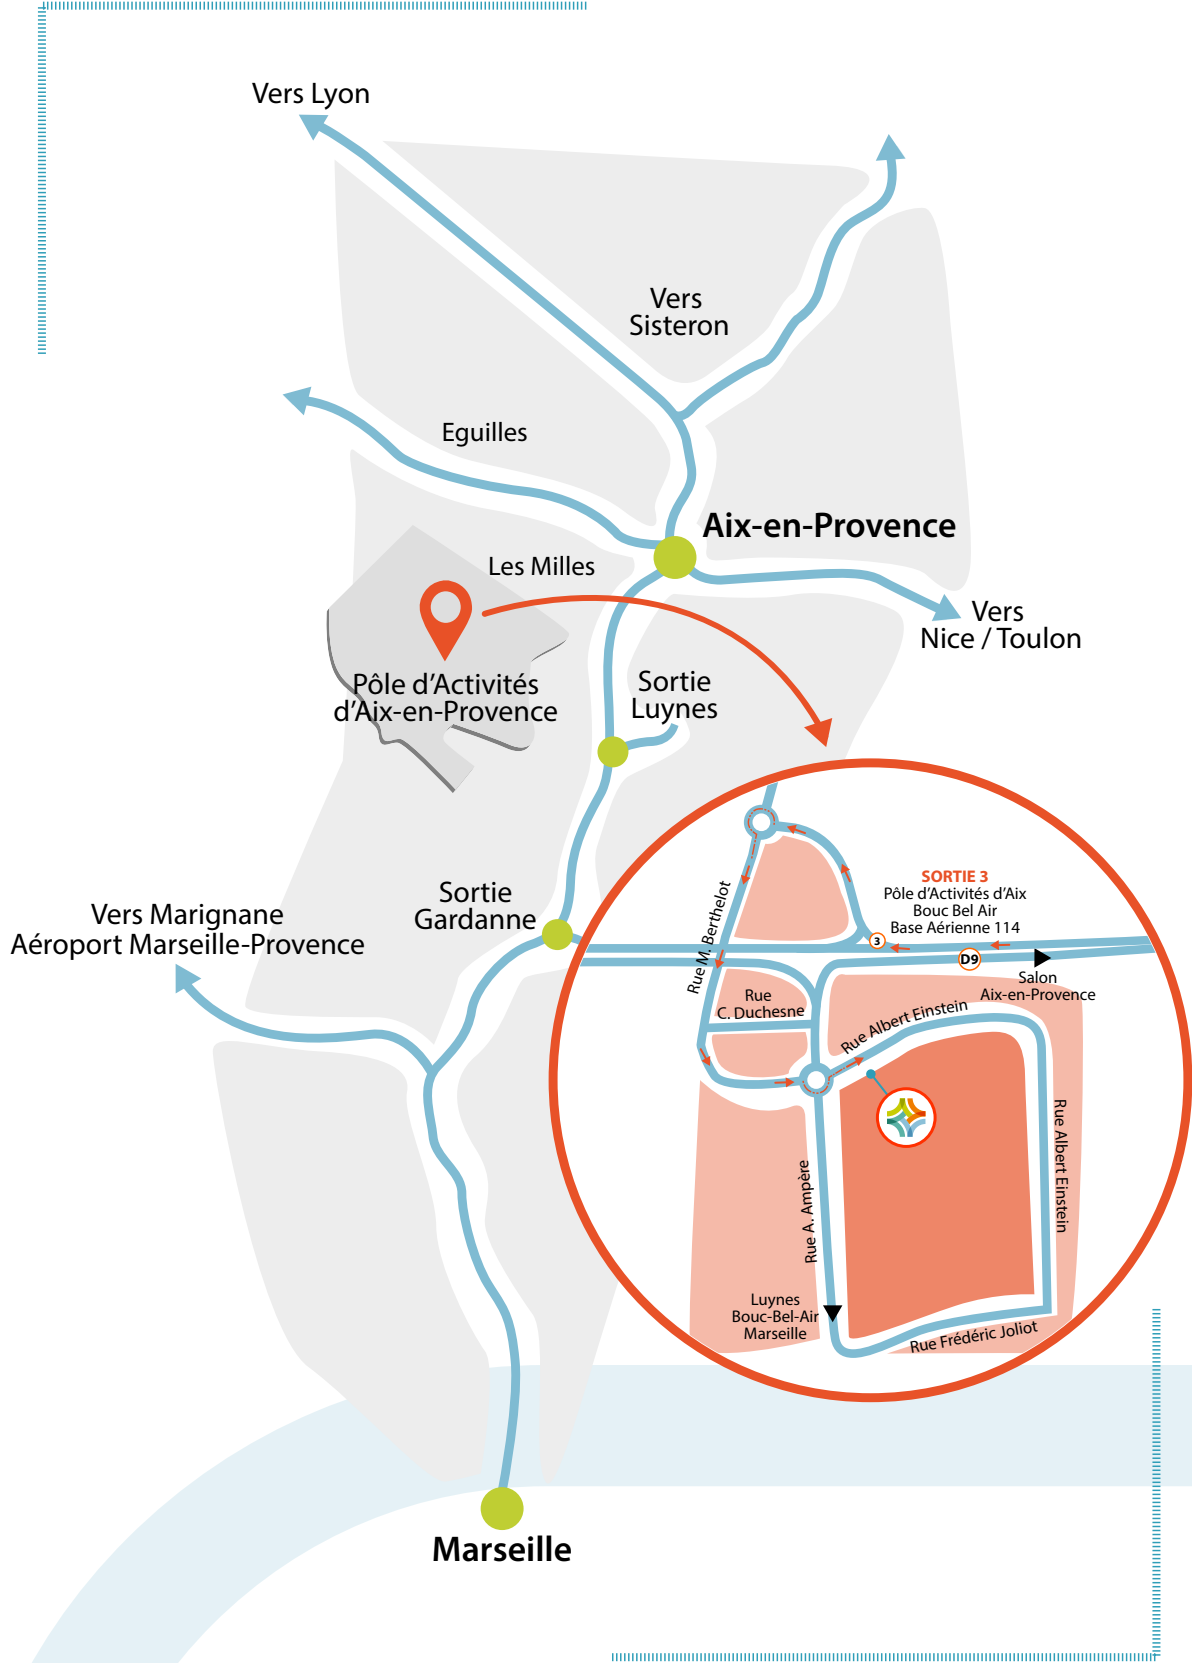 Vers Lyon
Vers
Sisteron
Eguilles
Aix-en-Provence
Les Milles
Vers
Nice / Toulon
Pôle d'Activités
d'Aix-en-Provence
Sortie
Luynes
Sortie
Gardanne
Vers Marignane
Aéroport Marseille-Provence
SORTIE 3
Pôle d'Activités d'Aix
Bouc Bel Air
Base Aérienne 114
Rue M. Berthelot
3
D9
Salon
Aix-en-Provence
Rue
C. Duchesne
Rue Albert Einstein
Rue Albert Einstein
Rue A. Ampère
Luynes
Bouc-Bel-Air
Marseille
Rue Frédéric Joliot
Marseille